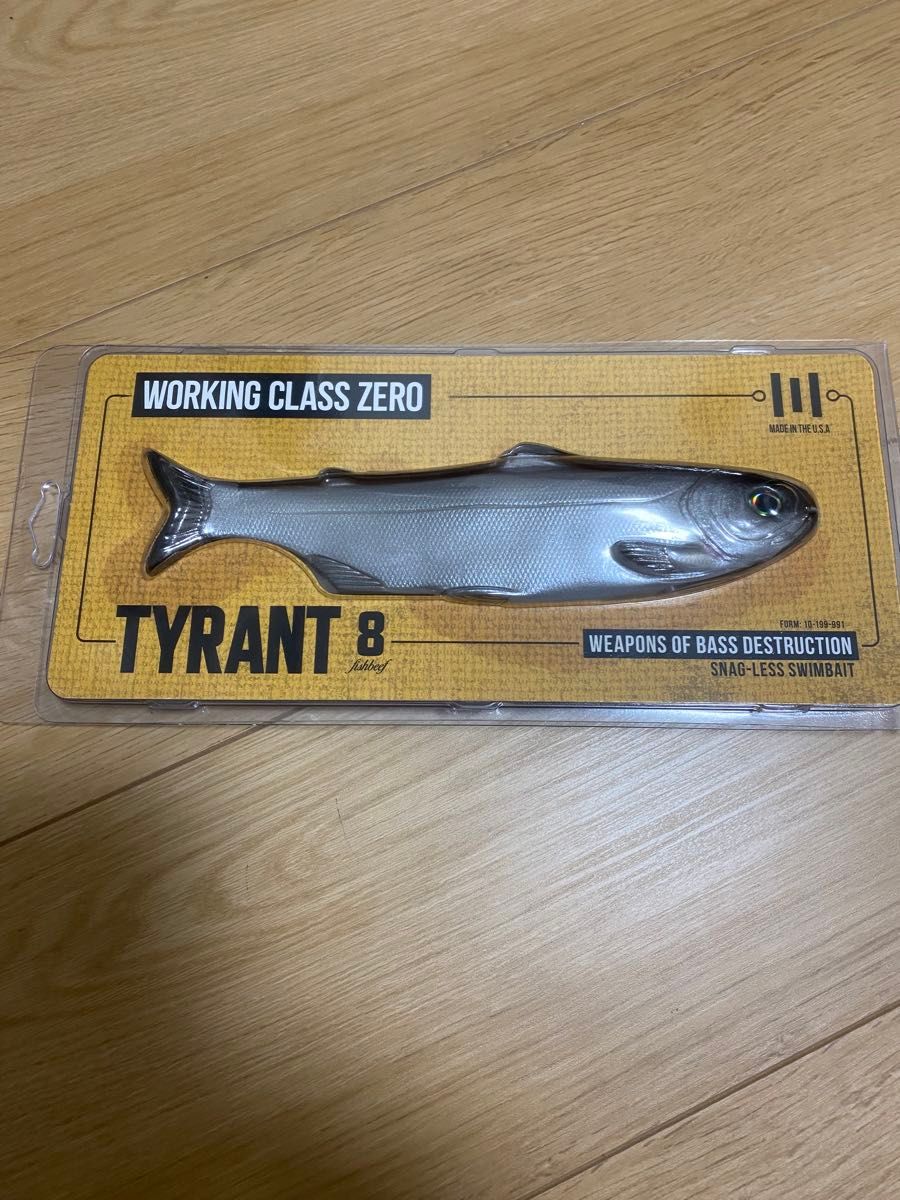 WORKING CLASS ZERO
MADE IN THE U.S.A
TYRANT 8
fishbeef
FORM: 10-199-991
WEAPONS OF BASS DESTRUCTION
SNAG-LESS SWIMBAIT